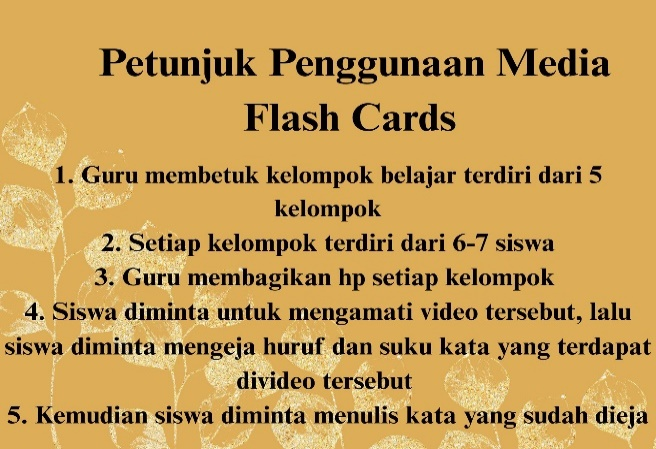 Petunjuk Penggunaan Media
Flash Cards
1. Guru membetuk kelompok belajar terdiri dari 5
kelompok
2. Setiap kelompok terdiri dari 6-7 siswa
3. Guru membagikan hp setiap kelompok
4. Siswa diminta untuk mengamati video tersebut, lalu
siswa diminta mengeja huruf dan suku kata yang terdapat
divideo tersebut
5. Kemudian siswa diminta menulis kata yang sudah dieja